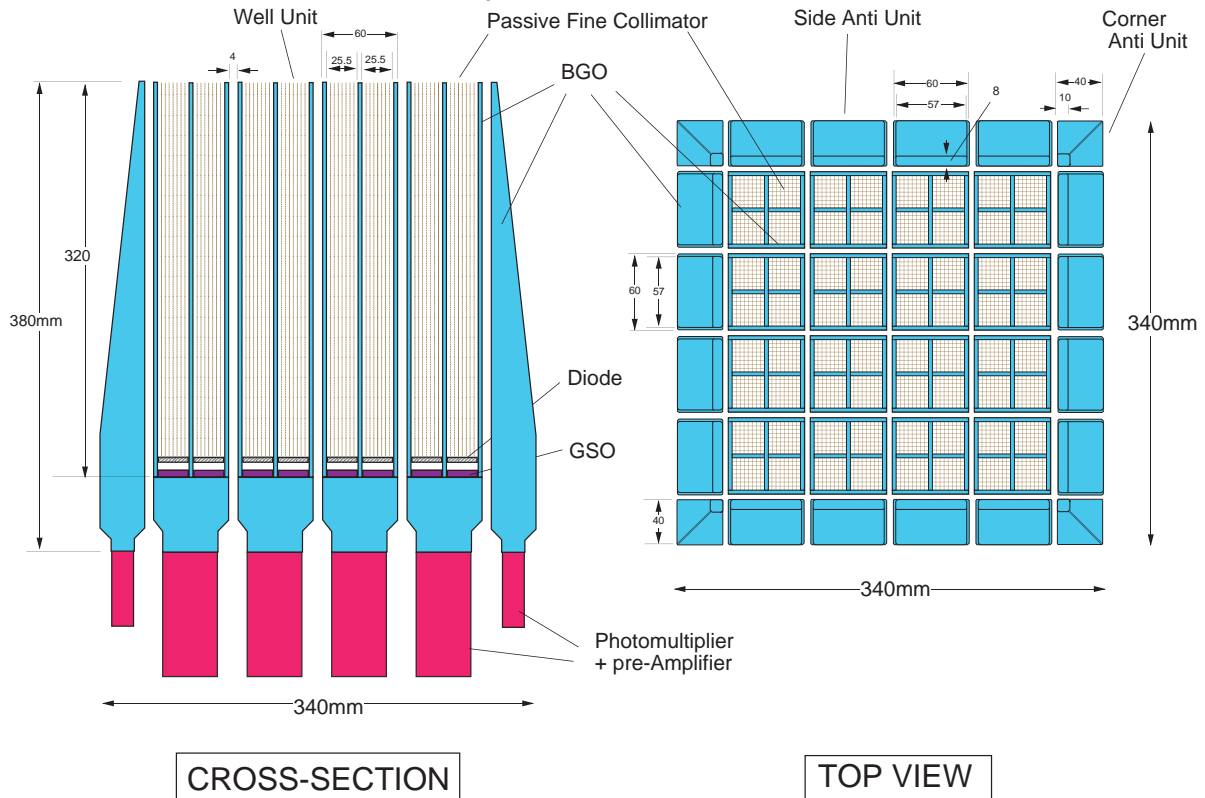 Well Unit
Passive Fine Collimator
Side Anti Unit
Corner
Anti Unit
60
4
25.5
25.5
BGO
60
57
8
40
10
320
380mm
60
57
340mm
Diode
GSO
40
340mm
Photomultiplier
+ pre-Amplifier
340mm
CROSS-SECTION
TOP VIEW